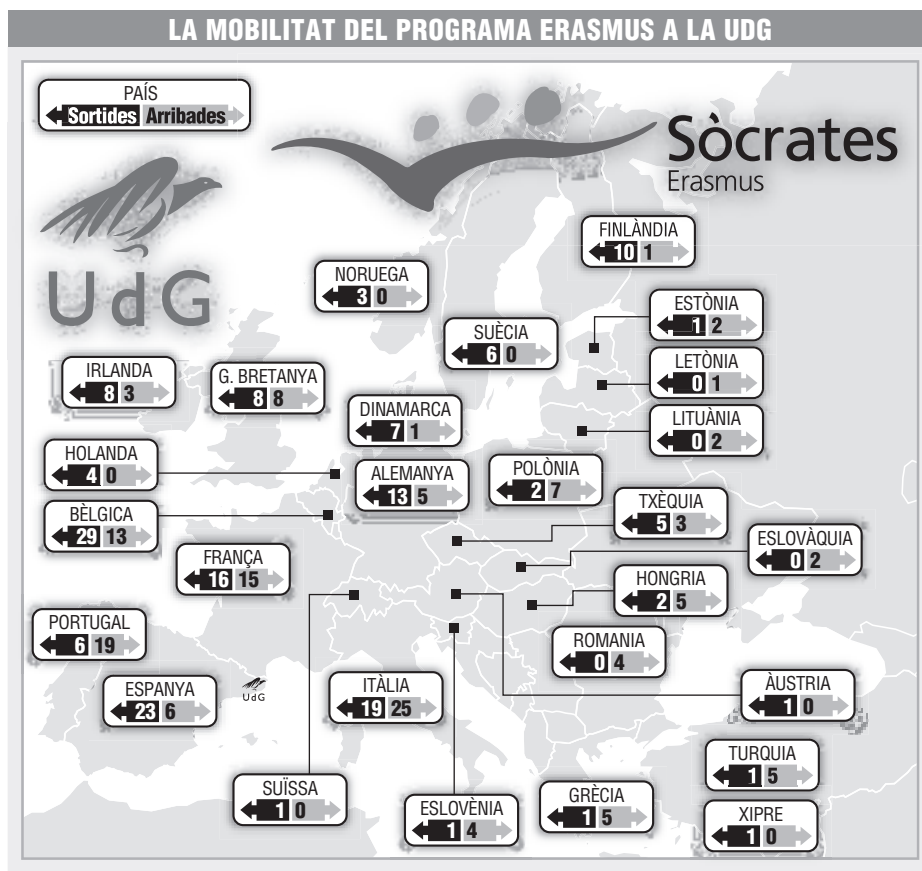 LA MOBILITAT DEL PROGRAMA ERASMUS A LA UDG
PAÍS
Sortides Arribades
Sòcrates
Erasmus
UdG
FINLÀNDIA
10 1
NORUEGA
3 0
ESTÒNIA
1 2
SUÈCIA
6 0
LETÒNIA
0 1
IRLANDA
8 3
G. BRETANYA
8 8
DINAMARCA
7 1
LITUÀNIA
0 2
HOLANDA
4 0
ALEMANYA
13 5
POLÒNIA
2 7
BÈLGICA
29 13
TXÈQUIA
5 3
ESLOVÀQUIA
0 2
FRANÇA
16 15
HONGRIA
2 5
PORTUGAL
6 19
ROMANIA
0 4
ESPANYA
23 6
UdG
ITÀLIA
19 25
ÀUSTRIA
1 0
TURQUIA
1 5
SUÏSSA
1 0
ESLOVÈNIA
1 4
GRÈCIA
1 5
XIPRE
1 0